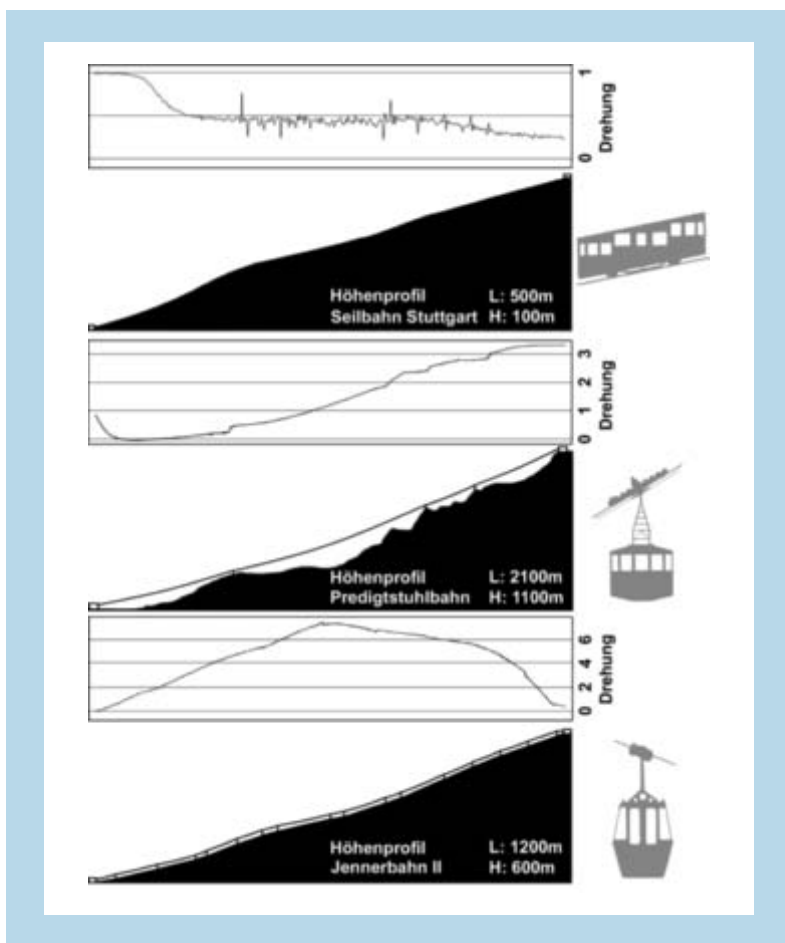 1
0
Drehung
Höhenprofil L: 500m
Seilbahn Stuttgart H: 100m
3
2
1
0
Drehung
Höhenprofil L: 2100m
Predigtstuhlbahn H: 1100m
6
4
2
0
Drehung
Höhenprofil L: 1200m
Jennerbahn II H: 600m